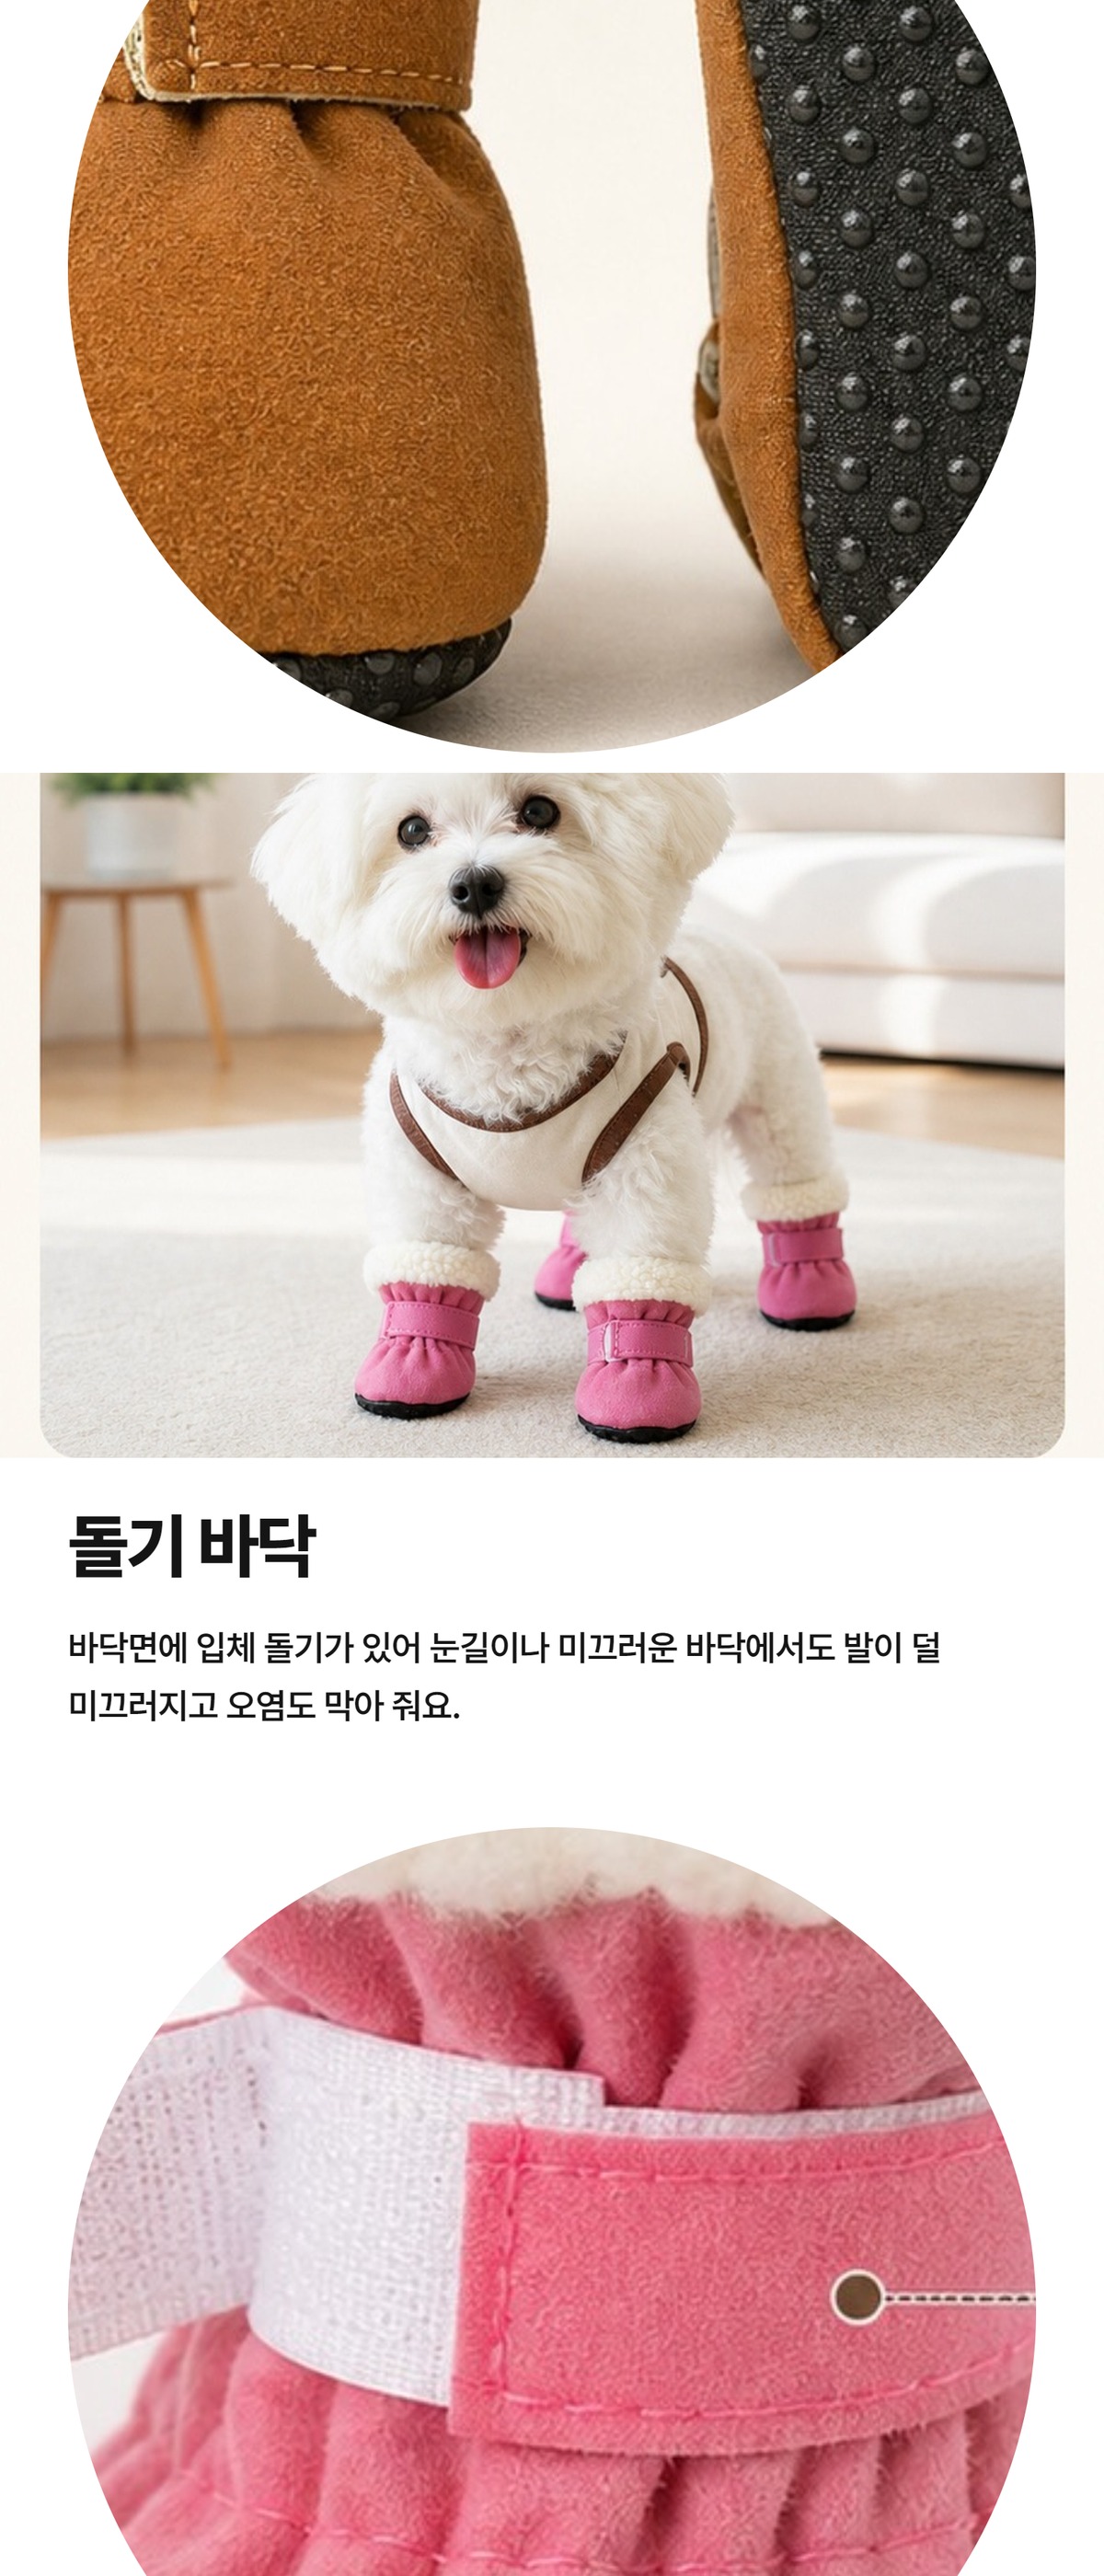 돌기 바닥
바닥면에 입체 돌기가 있어 눈길이나 미끄러운 바닥에서도 발이 덜
미끄러지고 오염도 막아 줘요.